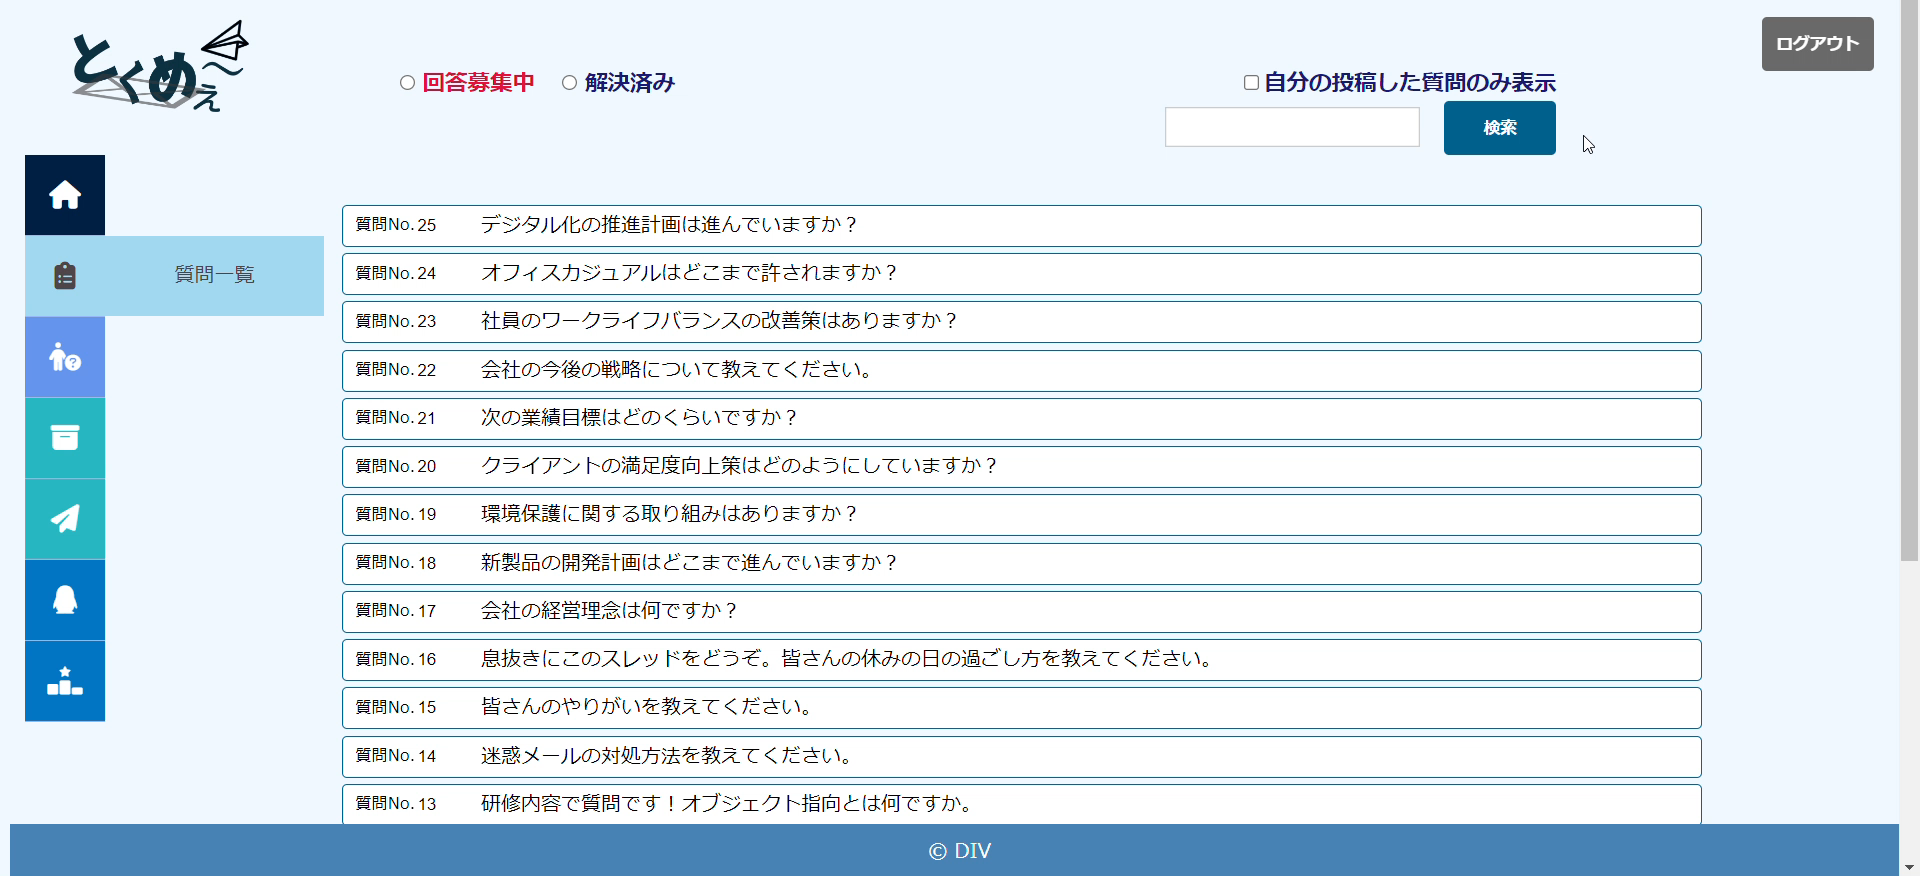 とくめぇ
ログアウト
回答募集中 解決済み
自分の投稿した質問のみ表示
検索
質問一覧
質問No. 25 デジタル化の推進計画は進んでいますか？
質問No. 24 オフィスカジュアルはどこまで許されますか？
質問No. 23 社員のワークライフバランスの改善策はありますか？
質問No. 22 会社の今後の戦略について教えてください。
質問No. 21 次の業績目標はどのくらいですか？
質問No. 20 クライアントの満足度向上策はどのようにしていますか？
質問No. 19 環境保護に関する取り組みはありますか？
質問No. 18 新製品の開発計画はどこまで進んでいますか？
質問No. 17 会社の経営理念は何ですか？
質問No. 16 息抜きにこのスレッドをどうぞ。皆さんの休みの日の過ごし方を教えてください。
質問No. 15 皆さんのやりがいを教えてください。
質問No. 14 迷惑メールの対処方法を教えてください。
質問No. 13 研修内容で質問です！オブジェクト指向とは何ですか。
© DIV